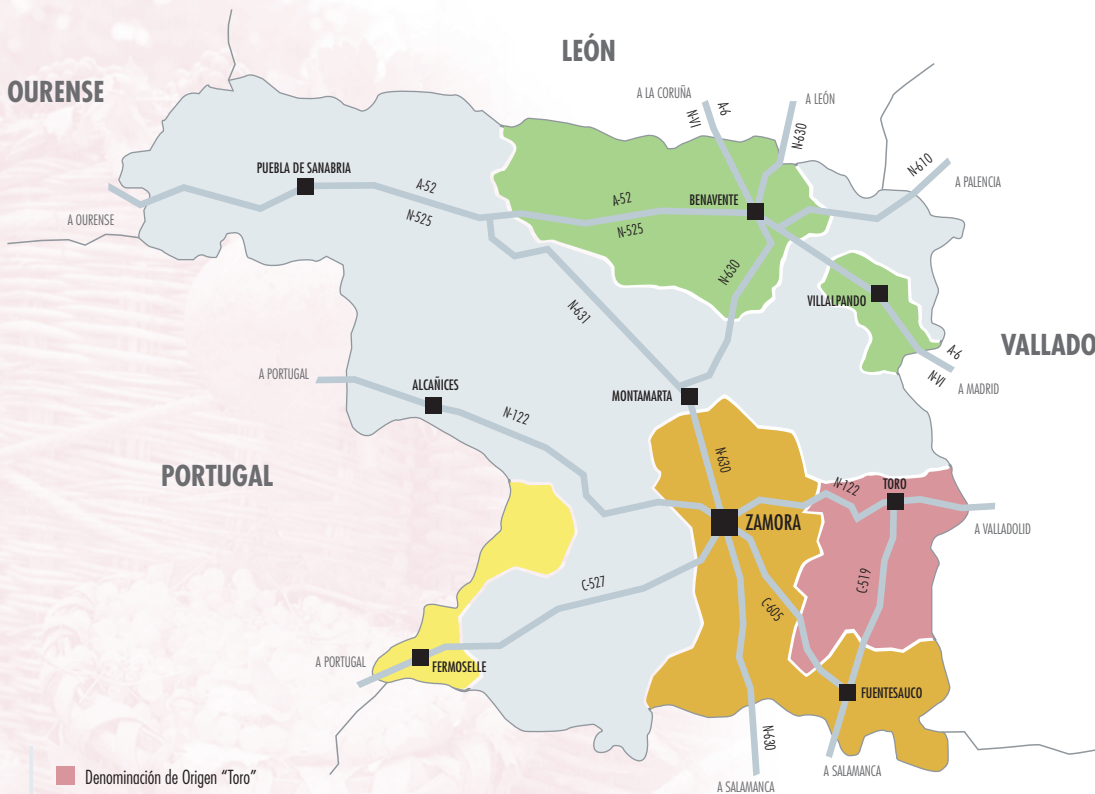 LEÓN
OURENSE
A LA CORUÑA
A-6
N-VI
A LEÓN
N-630
N-610
A PALENCIA
PUEBLA DE SANABRIA
A-52
N-525
A OURENSE
A-52
N-525
BENAVENTE
N-630
N-631
VILLALPANDO
VALLADO
A-6
N-VI
A MADRID
A PORTUGAL
ALCAÑICES
N-122
MONTAMARTA
N-630
PORTUGAL
N-122
TORO
ZAMORA
A VALLADOLID
C-527
C-605
C-519
A PORTUGAL
FERMOSELLE
FUENTESAUCO
N-630
A SALAMANCA
A SALAMANCA
Denominación de Origen “Toro”